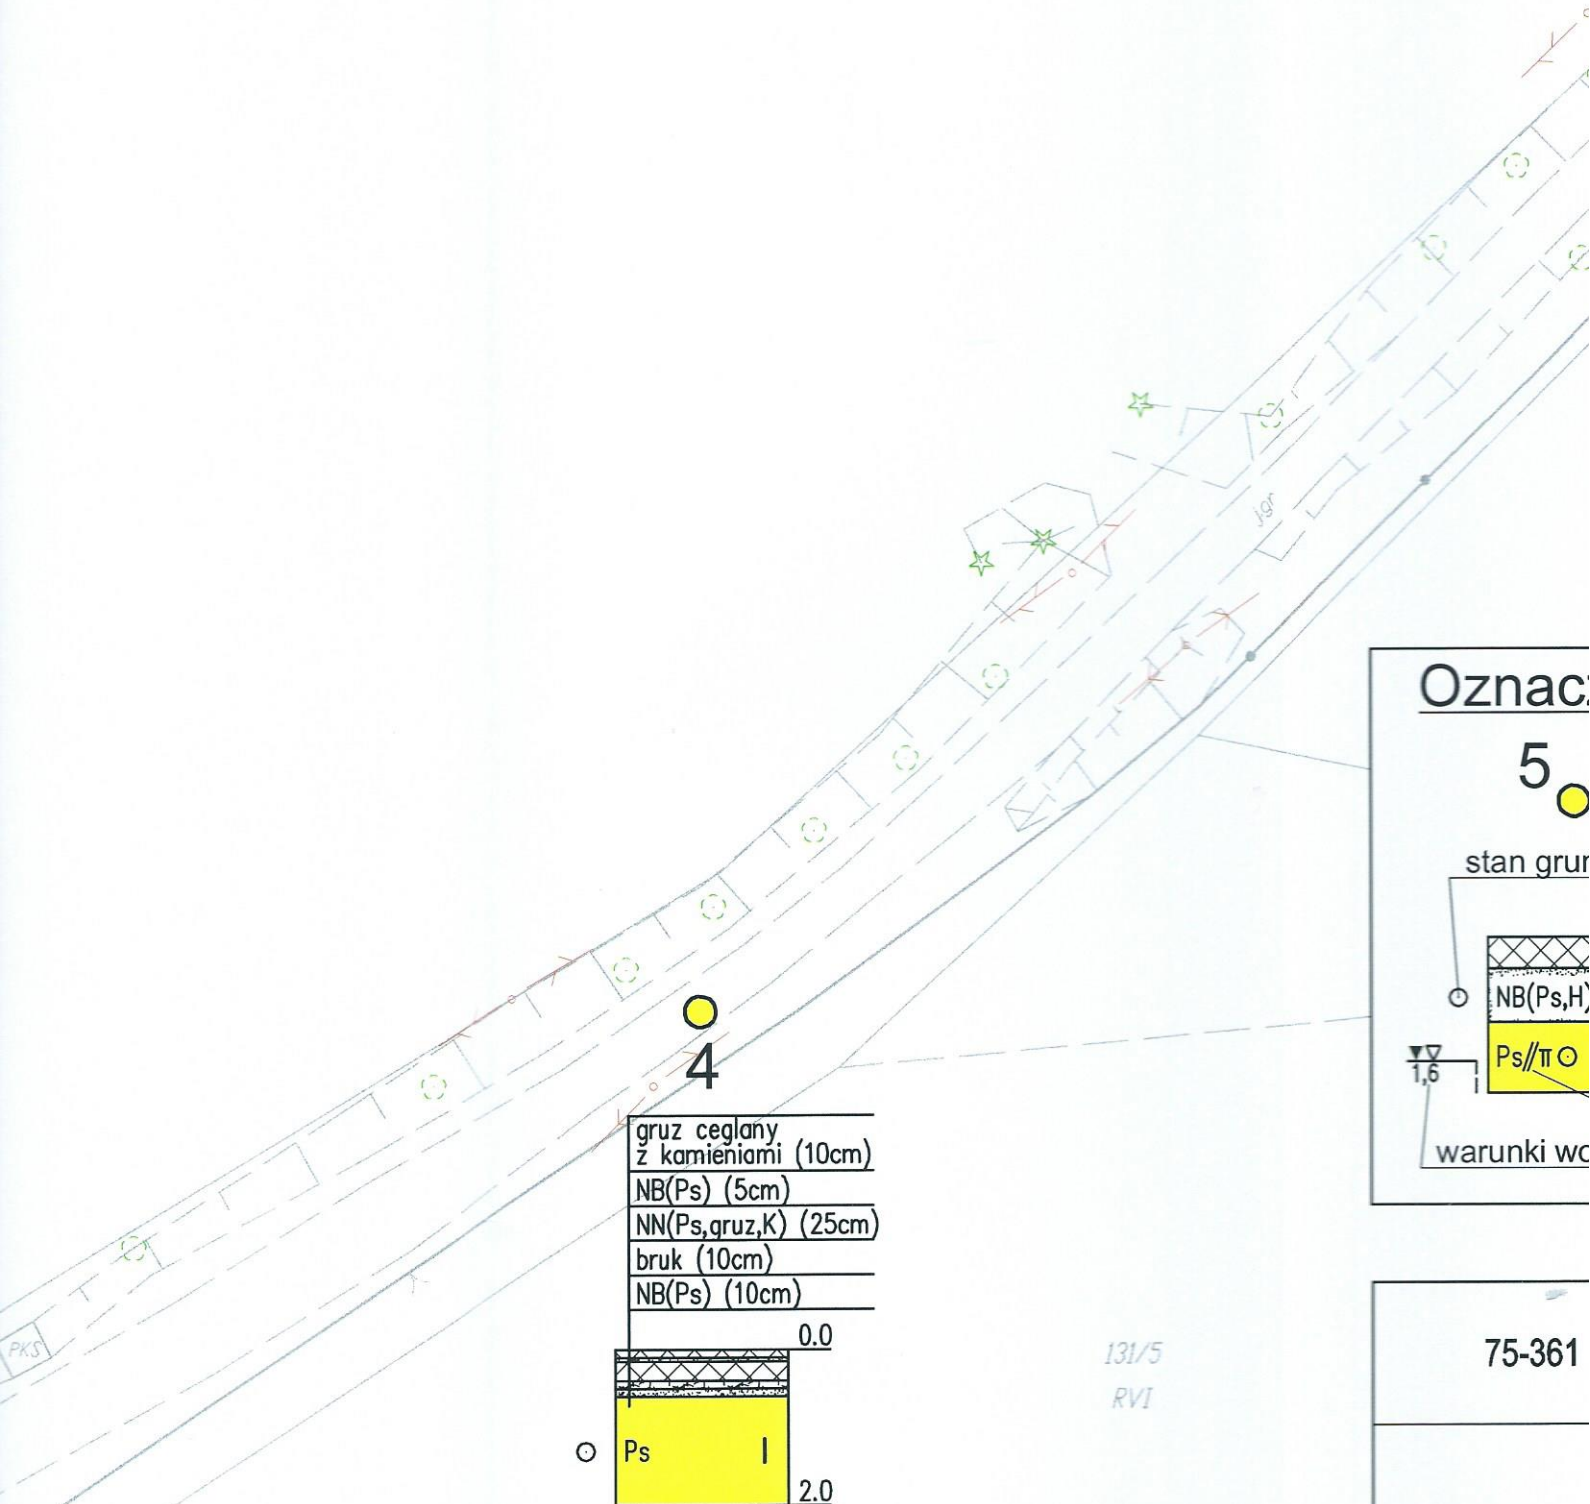 jgr
Oznacz
5
stan grun
NB(Ps,H)
Ps//π
1,6
warunki wo
4
gruz ceglany
z kamieniami (10cm)
NB(Ps) (5cm)
NN(Ps,gruz,K) (25cm)
bruk (10cm)
NB(Ps) (10cm)
0.0
Ps I
2.0
PKS
131/5
RVI
75-361